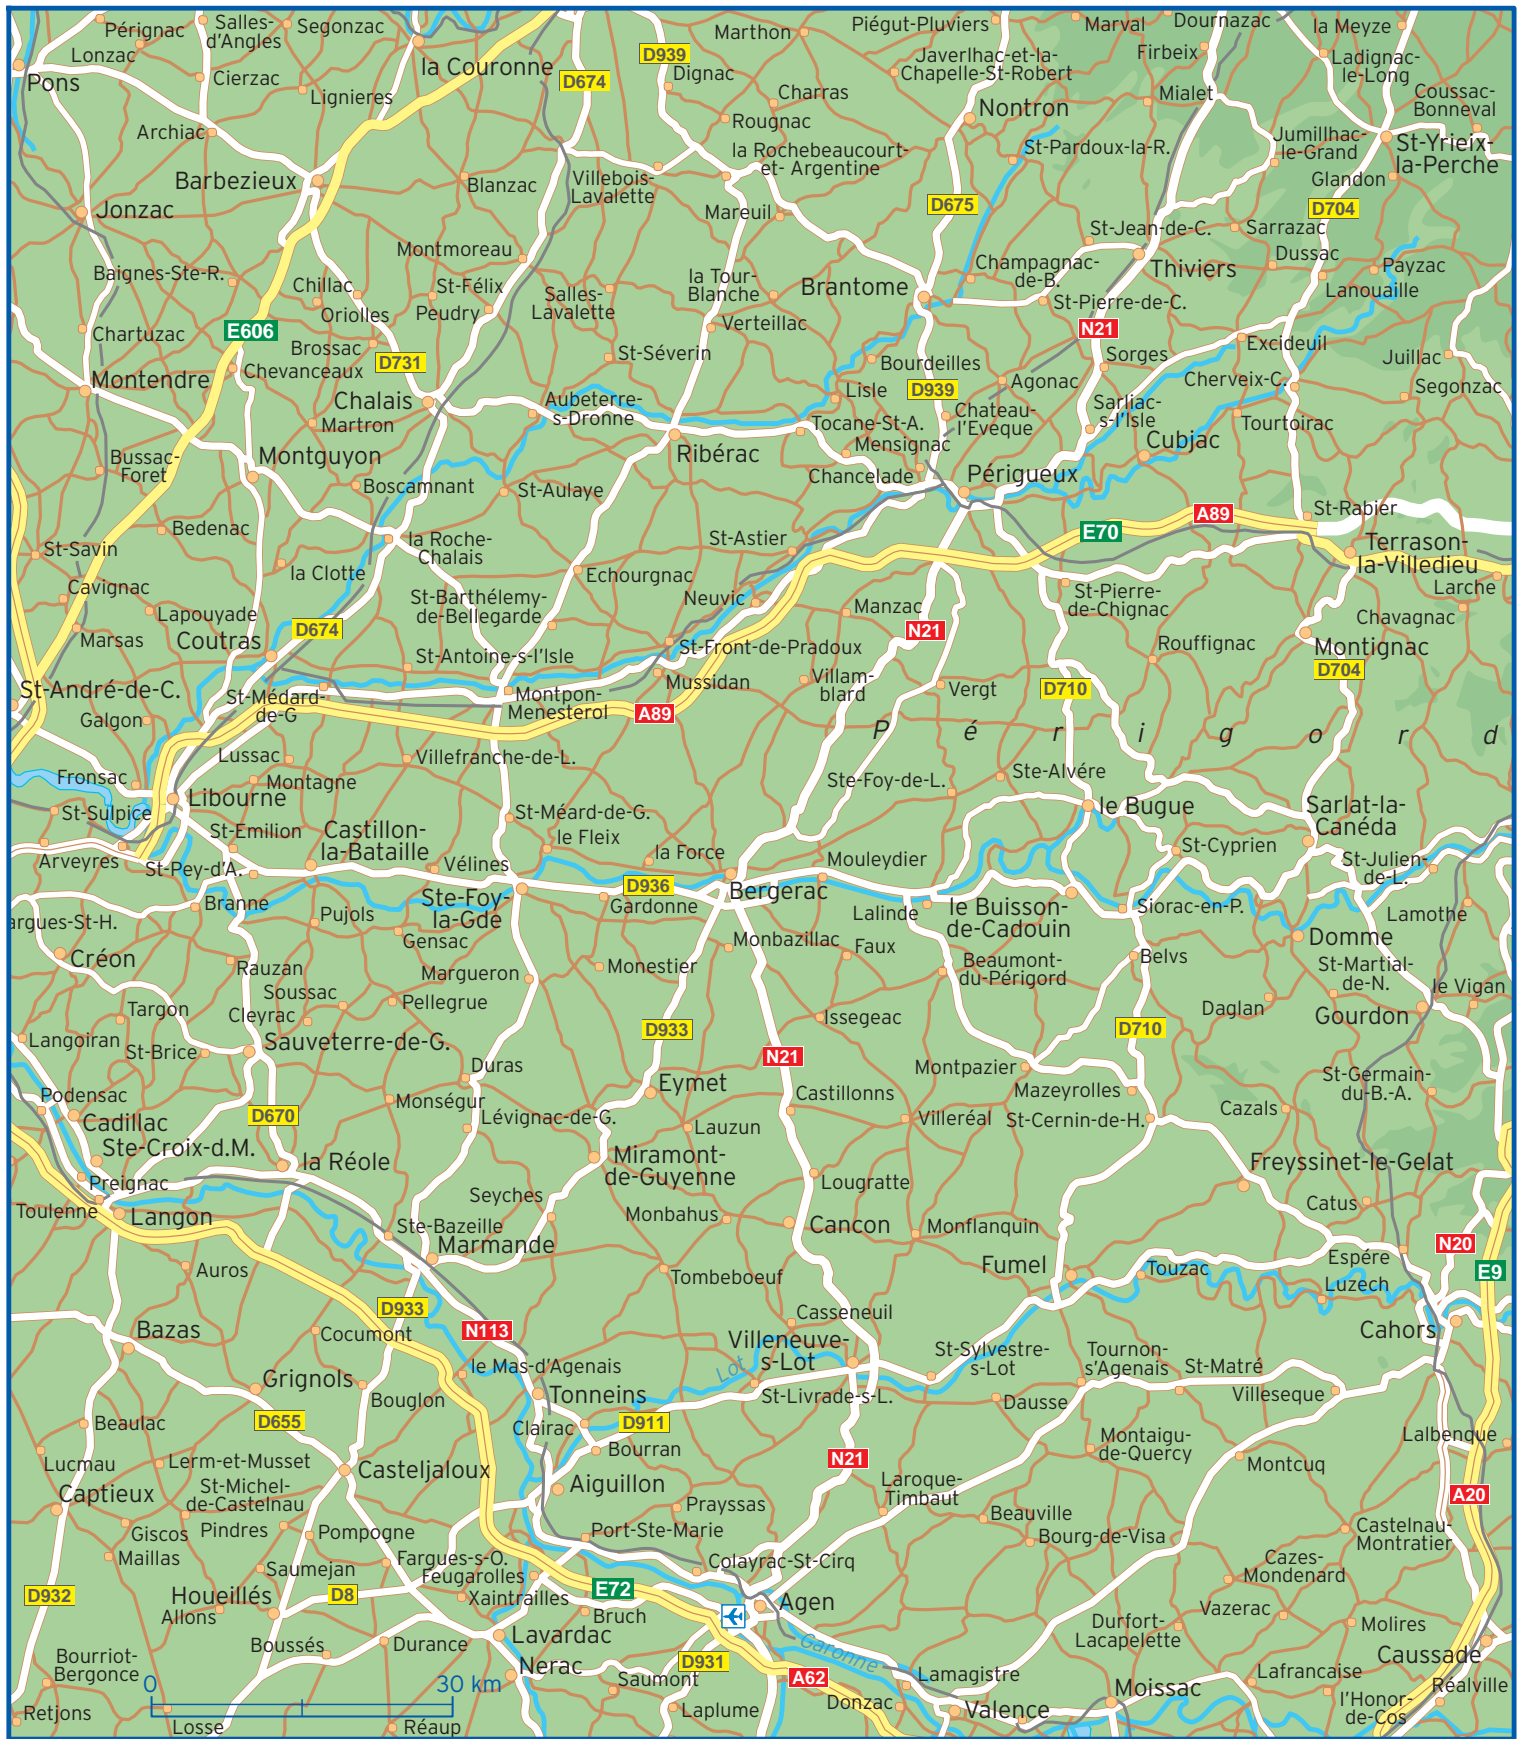 Pérignac
Salles-
d'Angles
Segonzac
Lonzac
Cierzac
la Couronne
Pons
Lignieres
Archiac
D674
D939
Marthon
Dignac
Charras
Rougnac
Piégut-Pluviers
Javerlhac-et-la-
Chapelle-St-Robert
Nontron
Marval
Dournazac
Firbeix
la Meyze
Ladignac-
le-Long
Mialet
Coussac-
Bonneval
Jumillhac-
le-Grand
St-Yrieix-
la-Perche
Glandon
St-Pardoux-la-R.
la Rochebeaucourt-
et- Argentine
Villebois-
Lavalette
Blanzac
Barbezieux
Jonzac
Mareuil
D675
D704
St-Jean-de-C.
Sarrazac
Dussac
Payzac
Lanouaille
Thiviers
Champagnac-
de-B.
St-Pierre-de-C.
Brantome
la Tour-
Blanche
Verteillac
Montmoreau
Baignes-Ste-R.
Chillac
St-Félix
Peudry
Oriolles
Salles-
Lavalette
Chartuzac
E606
Brossac
D731
Chevanceaux
St-Séverin
Bourdeilles
N21
Excideuil
Juillac
Sorges
Agonac
Cherveix-C.
Segonzac
Lisle
D939
Montendre
Chalais
Martron
Aubeterre-
s-Dronne
Chateau-
l'Evêque
Sarliac-
s-l'Isle
Cubjac
Tourtoirac
Tocane-St-A.
Mensignac
Ribérac
Bussac-
Foret
Montguyon
Boscamnant
St-Aulaye
Chancelade
Périgueux
Bedenac
St-Savin
la Roche-
Chalais
St-Astier
E70
A89
St-Rabier
Terrason-
la-Villedieu
Larche
Cavignac
la Clotte
Echourgnac
St-Barthélemy-
de-Bellegarde
Neuvic
Manzac
St-Pierre-
de-Chignac
Chavagnac
Lapouyade
Marsas
Coutras
D674
N21
Rouffignac
Montignac
D704
St-Antoine-s-l'Isle
St-Front-de-Pradoux
Mussidan
Villam-
blard
Vergt
D710
St-André-de-C.
St-Médard-
de-G
Montpon-
Menesterol
A89
Galgon
P é r i g o r d
Lussac
Villefranche-de-L.
Fronsac
Montagne
Ste-Foy-de-L.
Ste-Alvére
le Bugue
Libourne
St-Sulpice
St-Emilion
Castillon-
la-Bataille
St-Méard-de-G.
le Fleix
la Force
Mouleydier
Sarlat-la-
Canéda
St-Cyprien
St-Julien-
de-L.
Arveyres
St-Pey-d'A.
Vélines
Branne
Pujols
Ste-Foy-
la-Gde
D936
Gardonne
Bergerac
Lalinde
le Buisson-
de-Cadouin
Siorac-en-P.
Lamothe
argues-St-H.
Gensac
Créon
Rauzan
Margueron
Monestier
Monbazillac
Faux
Beaumont-
du-Périgord
Belvs
Domme
St-Martial-
de-N.
le Vigan
Soussac
Pellegrue
Targon
Cleyrac
Issegeac
Daglan
Gourdon
Langoiran
St-Brice
Sauveterre-de-G.
D933
N21
D710
Duras
Montpazier
Mazeyrolles
St-Germain-
du-B.-A.
Podensac
Cadillac
D670
Monségur
Lévignac-de-G.
Eymet
Castillonns
Villeréal
St-Cernin-de-H.
Cazals
Lauzun
Ste-Croix-d.M.
la Réole
Miramont-
de-Guyenne
Lougratte
Freyssinet-le-Gelat
Preignac
Toulenne
Langon
Seyches
Ste-Bazeille
Marmande
Monbahus
Cancon
Monflanquin
Catus
N20
Auros
Tombeboeuf
Fumel
Touzac
Espére
Luzech
E9
D933
Casseneuil
Bazas
Cocumont
N113
Villeneuve-
s-Lot
St-Sylvestre-
s-Lot
Tournon-
s'Agenais
St-Matré
Cahors
le Mas-d'Agenais
Lot
Grignols
Bouglon
Tonneins
St-Livrade-s-L.
Dausse
Villeseque
Beaulac
D655
Clairac
D911
Montaigu-
de-Quercy
Lalbenque
Lucmau
Lerm-et-Musset
Casteljaloux
Bourran
N21
Montcuq
Captieux
St-Michel-
de-Castelnau
Aiguillon
Prayssas
Laroque-
Timbaut
A20
Giscos
Pindres
Pompogne
Port-Ste-Marie
Beauville
Bourg-de-Visa
Castelnau-
Montratier
Maillas
Saumejan
Fargues-s-O.
Feugarolles
Colayrac-St-Cirq
Cazes-
Mondenard
D932
Houeillés
Allons
D8
Xaintrailles
E72
Bruch
Agen
Vazerac
Molires
Durfort-
Lacapelette
Boussés
Durance
Lavardac
Garonne
Caussade
Bourriot-
Bergonce
Nerac
D931
Saumont
A62
Lamagistre
Lafrancaise
Réalville
0
30 km
Moissac
Retjons
Losse
Réaup
Laplume
Donzac
Valence
l'Honor-
de-Cos